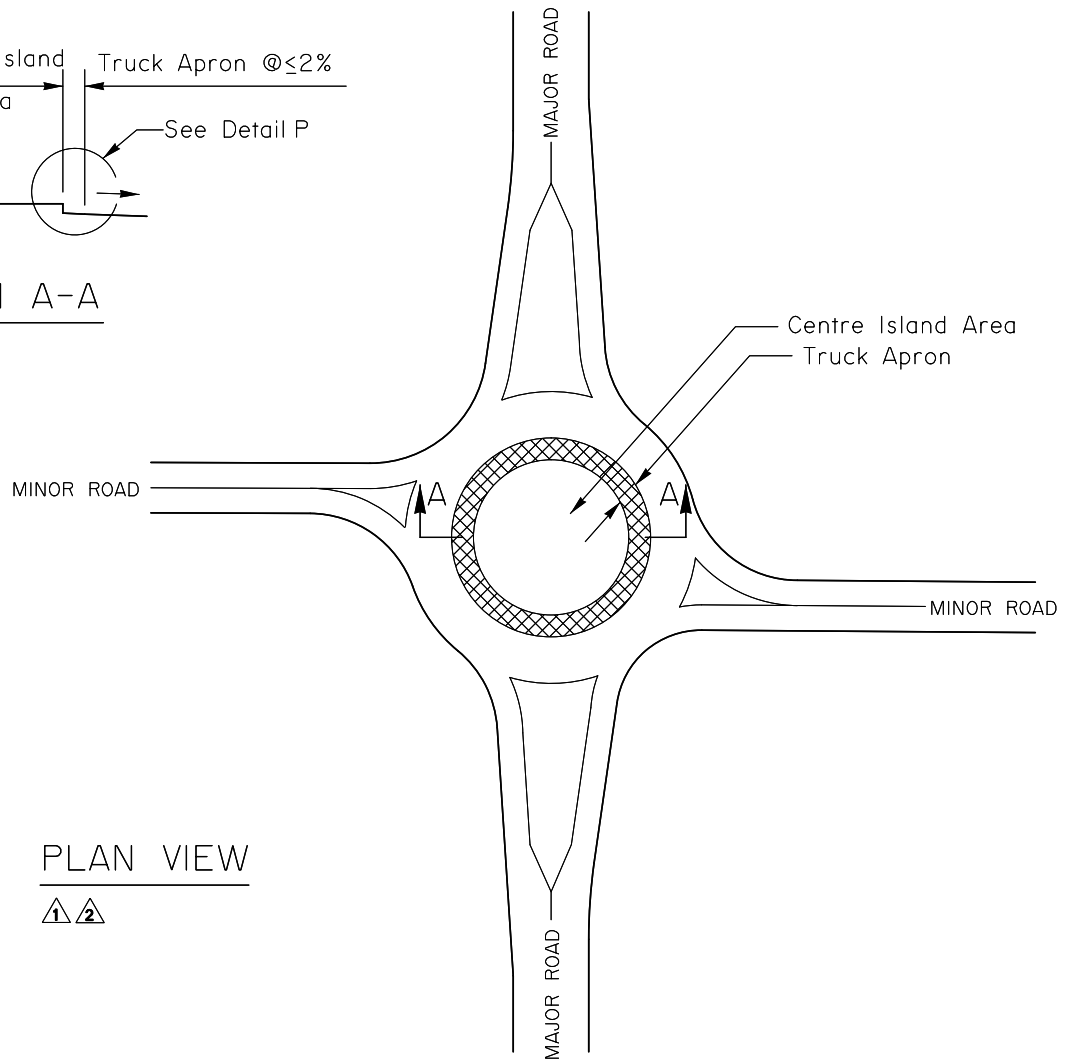 sland
Truck Apron @≤2%
a
See Detail P
A-A
MAJOR ROAD
Centre Island Area
Truck Apron
MINOR ROAD
A
A
MINOR ROAD
PLAN VIEW
1 2
MAJOR ROAD